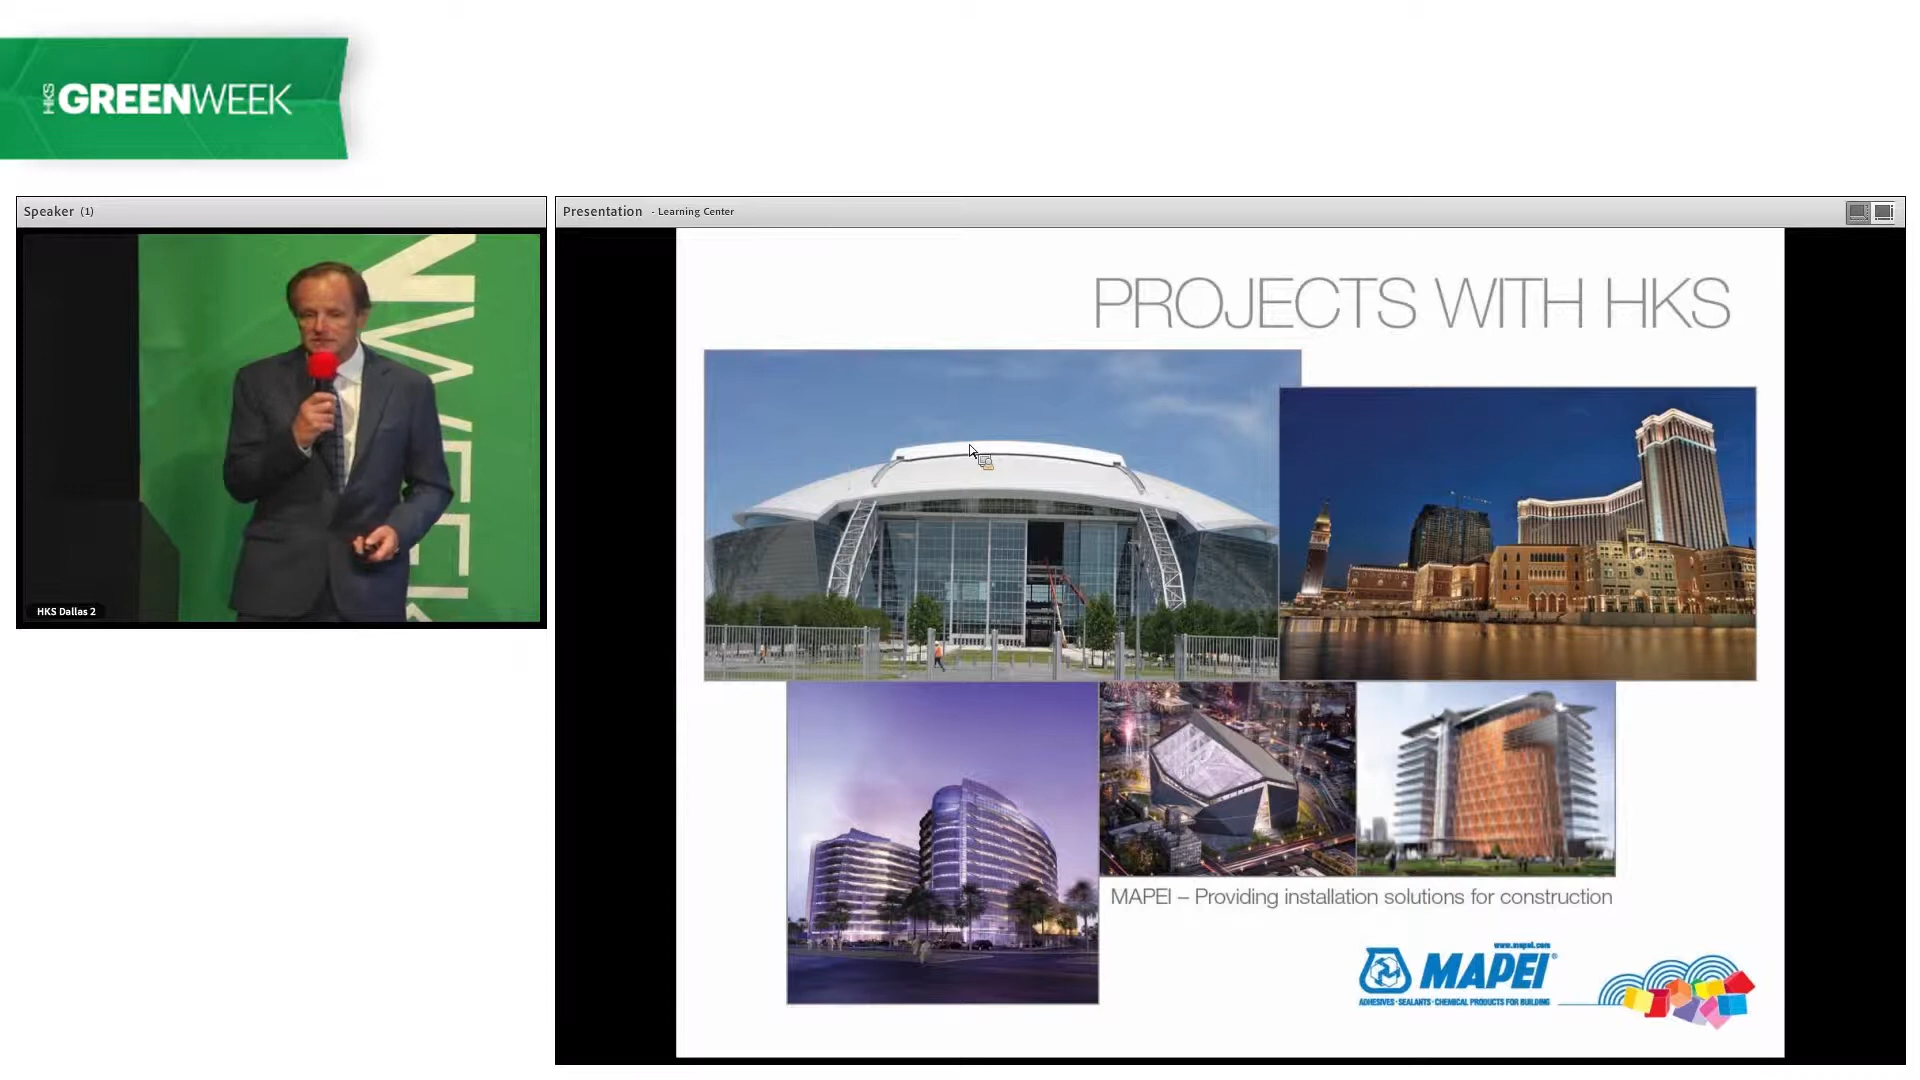 HKS GREENWEEK
Speaker (1)
Presentation - Learning Center
WEEK
HKS Dallas 2
PROJECTS WITH HKS
MAPEI – Providing installation solutions for construction
www.mapei.com
MAPEI®
ADHESIVES · SEALANTS · CHEMICAL PRODUCTS FOR BUILDING